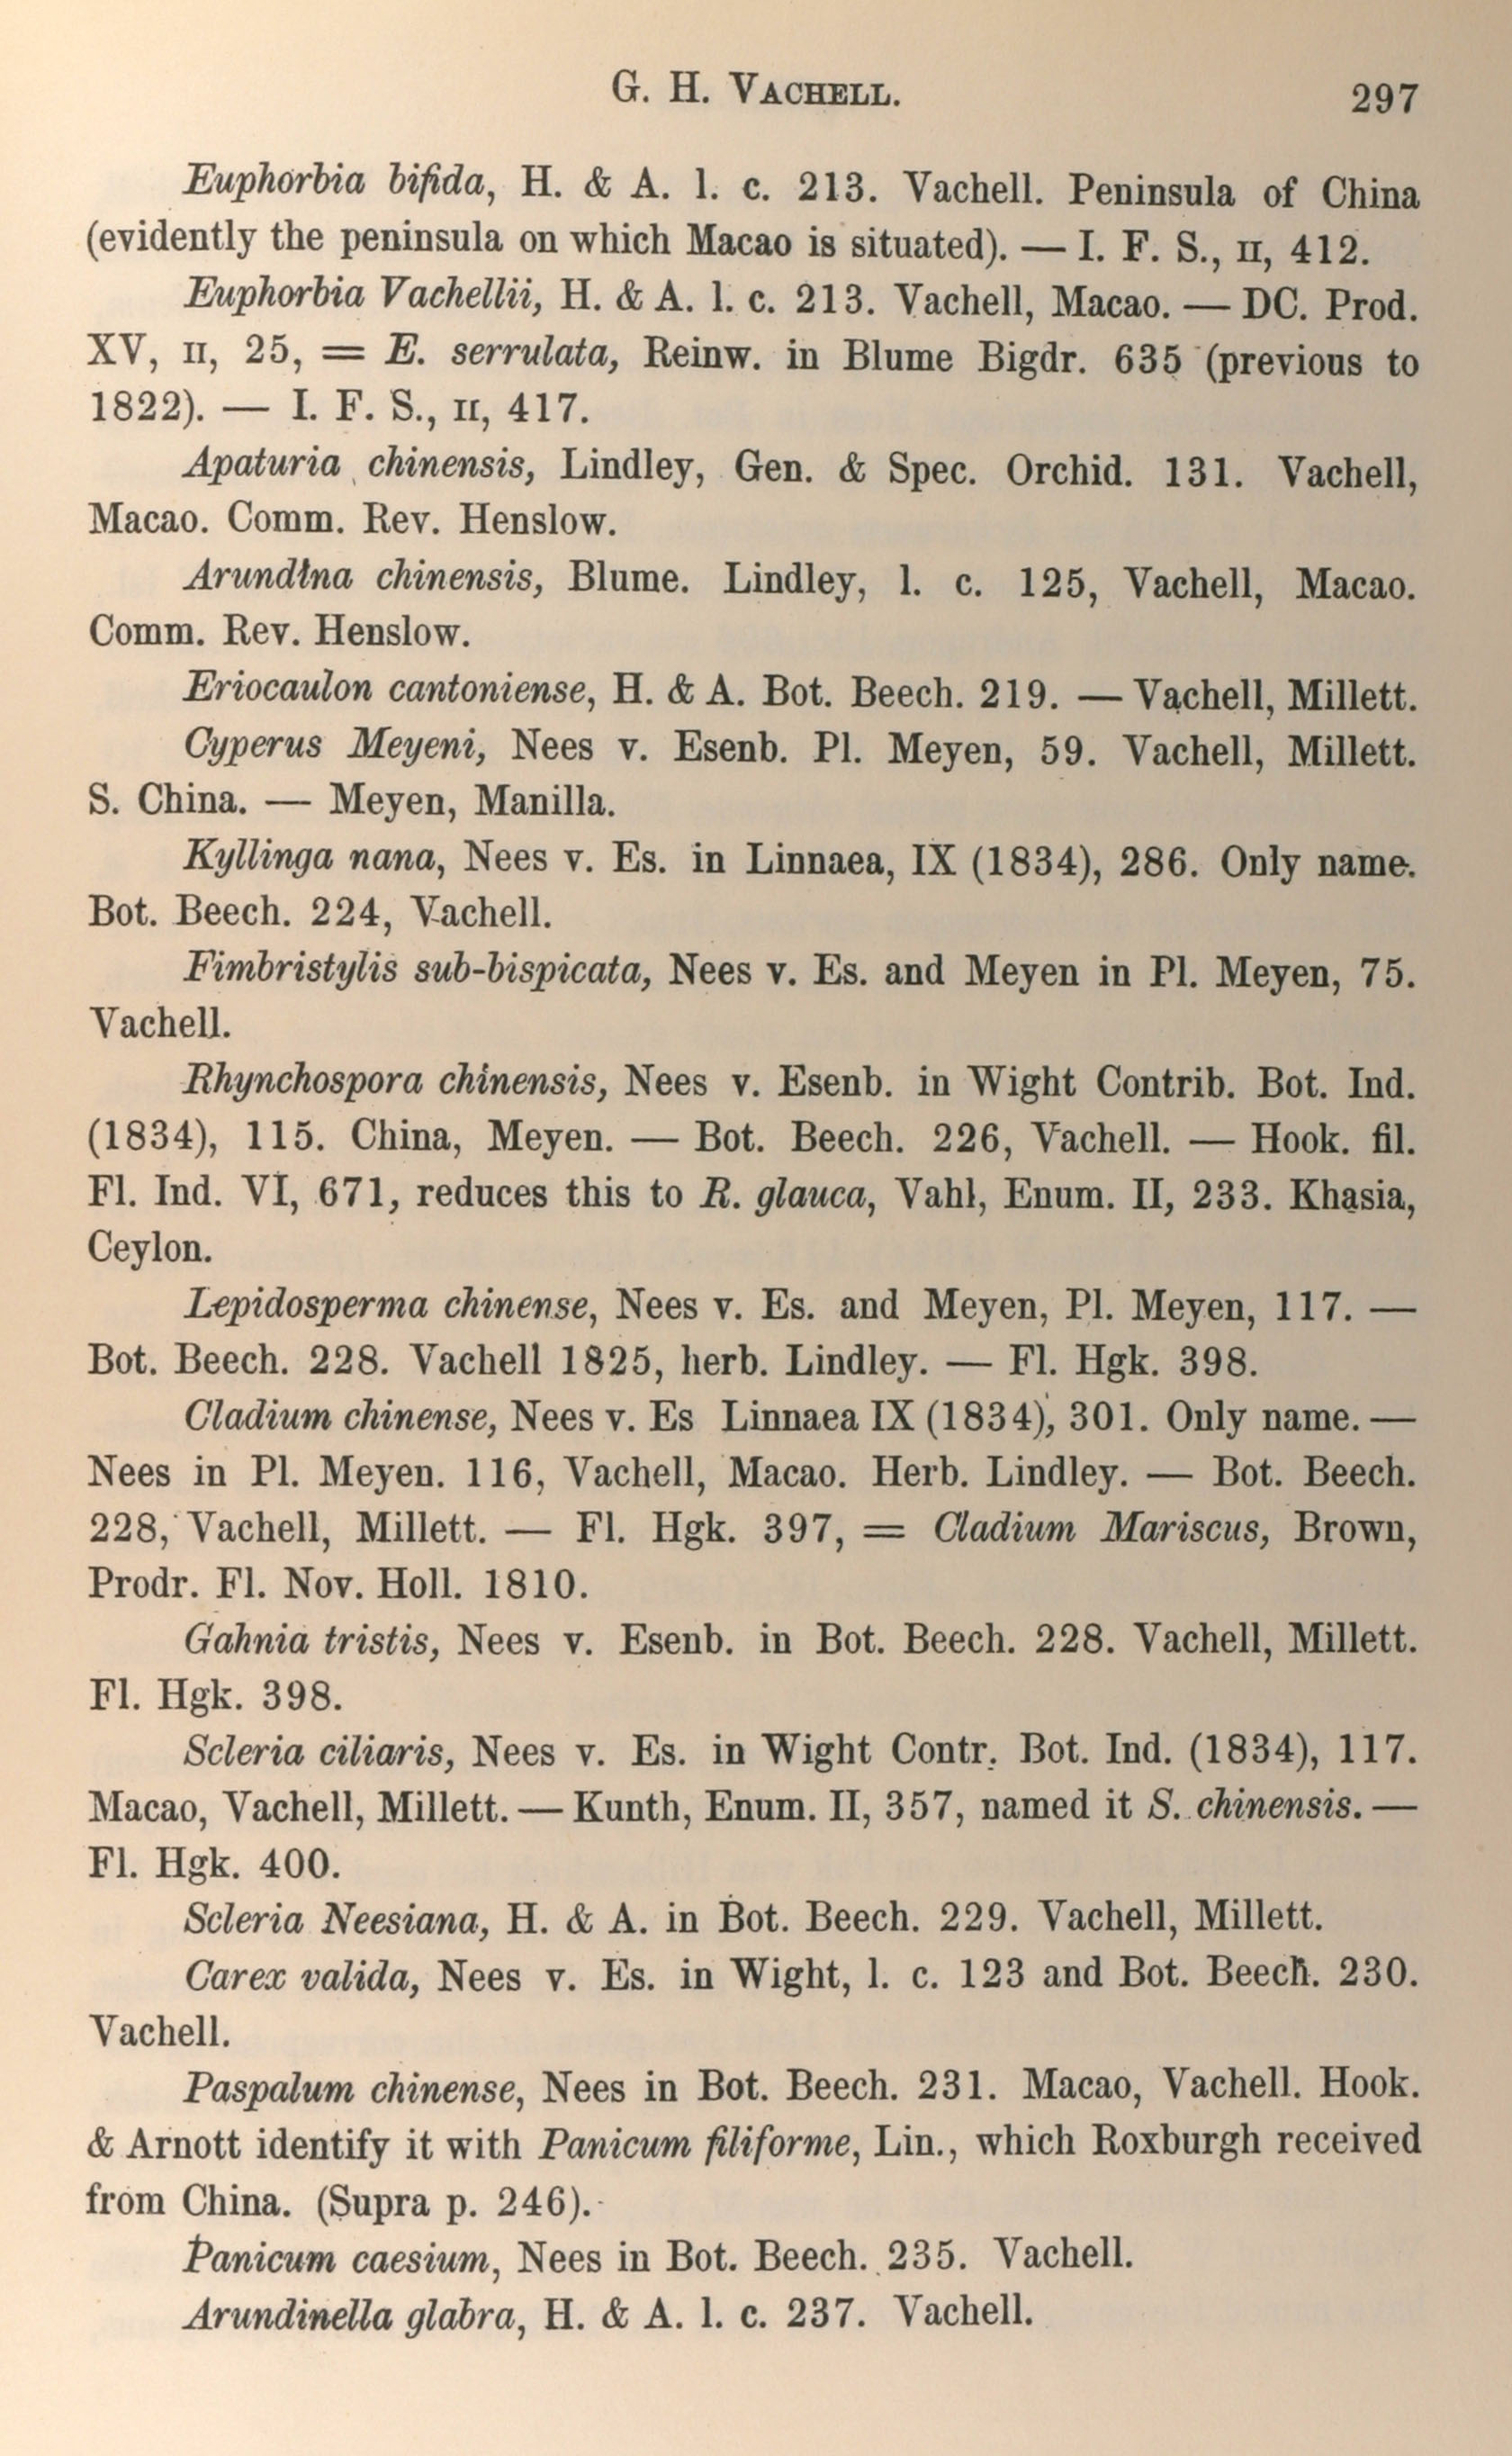 G. H. VACHELL.
297
Euphorbia bifida, H. & A. l. c. 213. Vachell. Peninsula of China
(evidently the peninsula on which Macao is situated). — I. F. S., II, 412.
Euphorbia Vachellii, H. & A. l. c. 213. Vachell, Macao. — DC. Prod.
XV, II, 25, = E. serrulata, Reinw. in Blume Bigdr. 635 (previous to
1822). — I. F. S., II, 417.
Apaturia chinensis, Lindley, Gen. & Spec. Orchid. 131. Vachell,
Macao. Comm. Rev. Henslow.
Arundina chinensis, Blume. Lindley, l. c. 125, Vachell, Macao.
Comm. Rev. Henslow.
Eriocaulon cantoniense, H. & A. Bot. Beech. 219. — Vachell, Millett.
Cyperus Meyeni, Nees v. Esenb. Pl. Meyen, 59. Vachell, Millett.
S. China. — Meyen, Manilla.
Kyllinga nana, Nees v. Es. in Linnaea, IX (1834), 286. Only name.
Bot. Beech. 224, Vachell.
Fimbristylis sub-bispicata, Nees v. Es. and Meyen in Pl. Meyen, 75.
Vachell.
Rhynchospora chinensis, Nees v. Esenb. in Wight Contrib. Bot. Ind.
(1834), 115. China, Meyen. — Bot. Beech. 226, Vachell. — Hook. fil.
Fl. Ind. VI, 671, reduces this to R. glauca, Vahl, Enum. II, 233. Khasia,
Ceylon.
Lepidosperma chinense, Nees v. Es. and Meyen, Pl. Meyen, 117. —
Bot. Beech. 228. Vachell 1825, herb. Lindley. — Fl. Hgk. 398.
Cladium chinense, Nees v. Es Linnaea IX (1834), 301. Only name. —
Nees in Pl. Meyen. 116, Vachell, Macao. Herb. Lindley. — Bot. Beech.
228, Vachell, Millett. — Fl. Hgk. 397, = Cladium Mariscus, Brown,
Prodr. Fl. Nov. Holl. 1810.
Gahnia tristis, Nees v. Esenb. in Bot. Beech. 228. Vachell, Millett.
Fl. Hgk. 398.
Scleria ciliaris, Nees v. Es. in Wight Contr. Bot. Ind. (1834), 117.
Macao, Vachell, Millett. — Kunth, Enum. II, 357, named it S. chinensis. —
Fl. Hgk. 400.
Scleria Neesiana, H. & A. in Bot. Beech. 229. Vachell, Millett.
Carex valida, Nees v. Es. in Wight, l. c. 123 and Bot. Beech. 230.
Vachell.
Paspalum chinense, Nees in Bot. Beech. 231. Macao, Vachell. Hook.
& Arnott identify it with Panicum filiforme, Lin., which Roxburgh received
from China. (Supra p. 246).
Panicum caesium, Nees in Bot. Beech. 235. Vachell.
Arundinella glabra, H. & A. l. c. 237. Vachell.